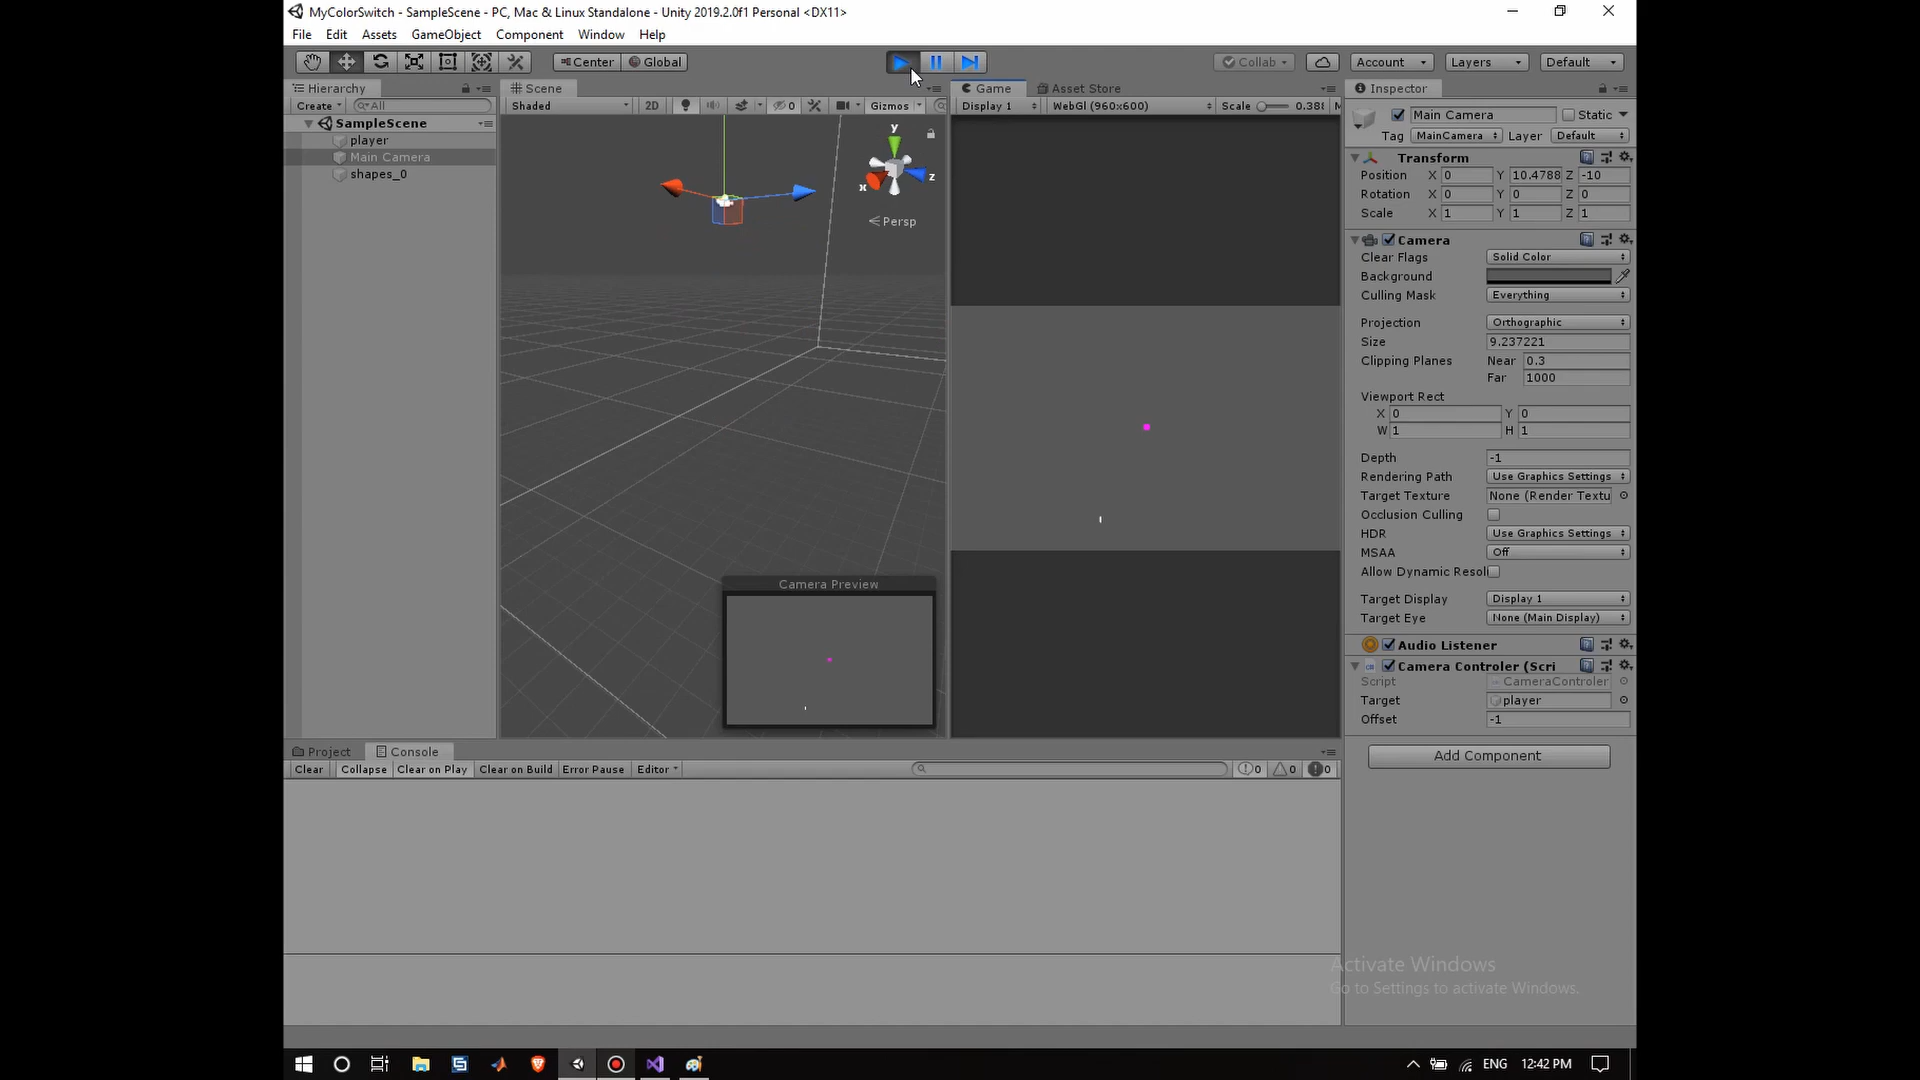 MyColorSwitch - SampleScene - PC, Mac & Linux Standalone - Unity 2019.2.0f1 Personal <DX11>
File Edit Assets GameObject Component Window Help
Center Global Collab Account Layers Default
Hierarchy
Create All
SampleScene
player
Main Camera
shapes_0
Scene
Shaded 2D 0 Gizmos
y
x
z
Persp
Camera Preview
Game Asset Store
Display 1 WebGl (960x600) Scale 0.388 M
Inspector
Main Camera Static
Tag MainCamera Layer Default
Transform
Position X 0 Y 10.4788 Z -10
Rotation X 0 Y 0 Z 0
Scale X 1 Y 1 Z 1
Camera
Clear Flags Solid Color
Background
Culling Mask Everything
Projection Orthographic
Size 9.237221
Clipping Planes Near 0.3
Far 1000
Viewport Rect
X 0 Y 0
W 1 H 1
Depth -1
Rendering Path Use Graphics Settings
Target Texture None (Render Textu
Occlusion Culling
HDR Use Graphics Settings
MSAA Off
Allow Dynamic Resol
Target Display Display 1
Target Eye None (Main Display)
Audio Listener
Camera Controler (Scri
Script CameraControler
Target player
Offset -1
Add Component
Project Console
Clear Collapse Clear on Play Clear on Build Error Pause Editor 0 0 0
Activate Windows
Go to Settings to activate Windows.
ENG 12:42 PM